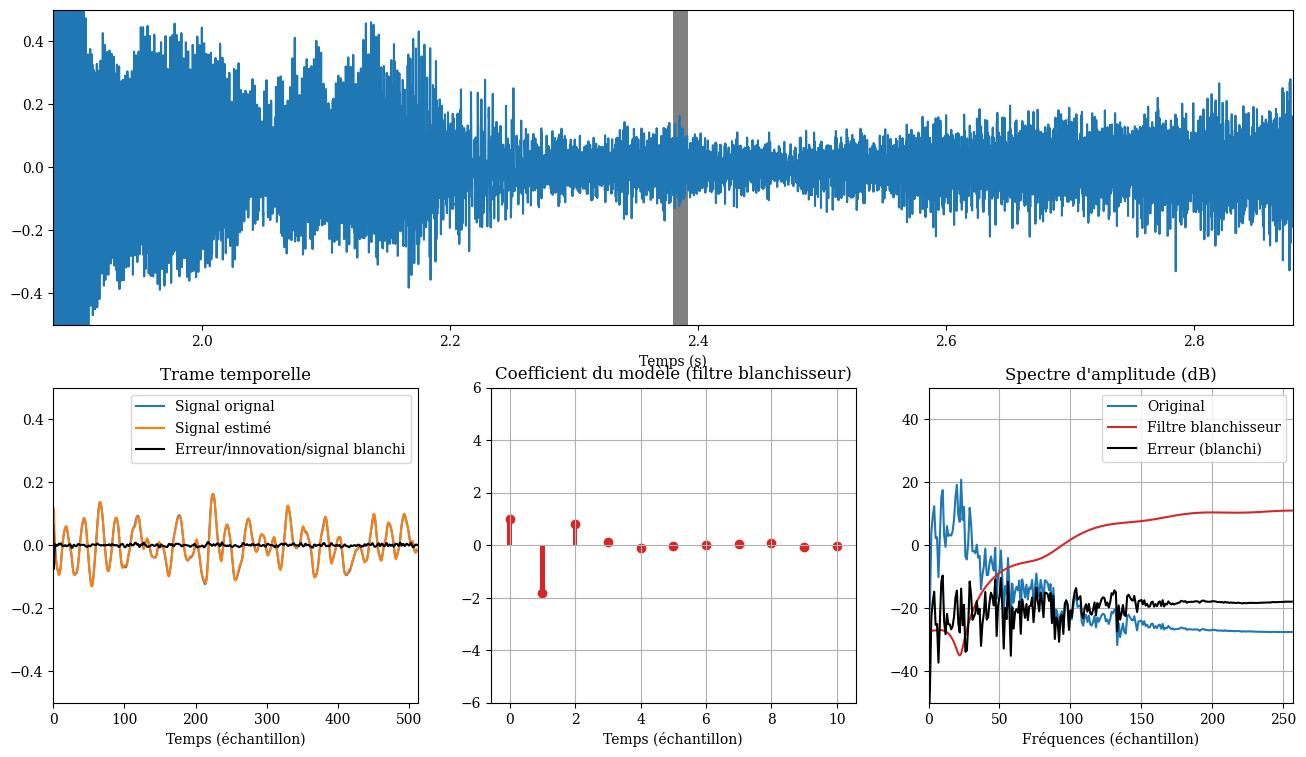 0.4
0.2
0.0
−0.2
−0.4
2.0 2.2 2.4 2.6 2.8
Temps (s)
Trame temporelle
Signal orignal
Signal estimé
Erreur/innovation/signal blanchi
0.4
0.2
0.0
−0.2
−0.4
0 100 200 300 400 500
Temps (échantillon)
Coefficient du modèle (filtre blanchisseur)
6
4
2
0
−2
−4
−6
0 2 4 6 8 10
Temps (échantillon)
Spectre d'amplitude (dB)
Original
Filtre blanchisseur
Erreur (blanchi)
40
20
0
−20
−40
0 50 100 150 200 250
Fréquences (échantillon)